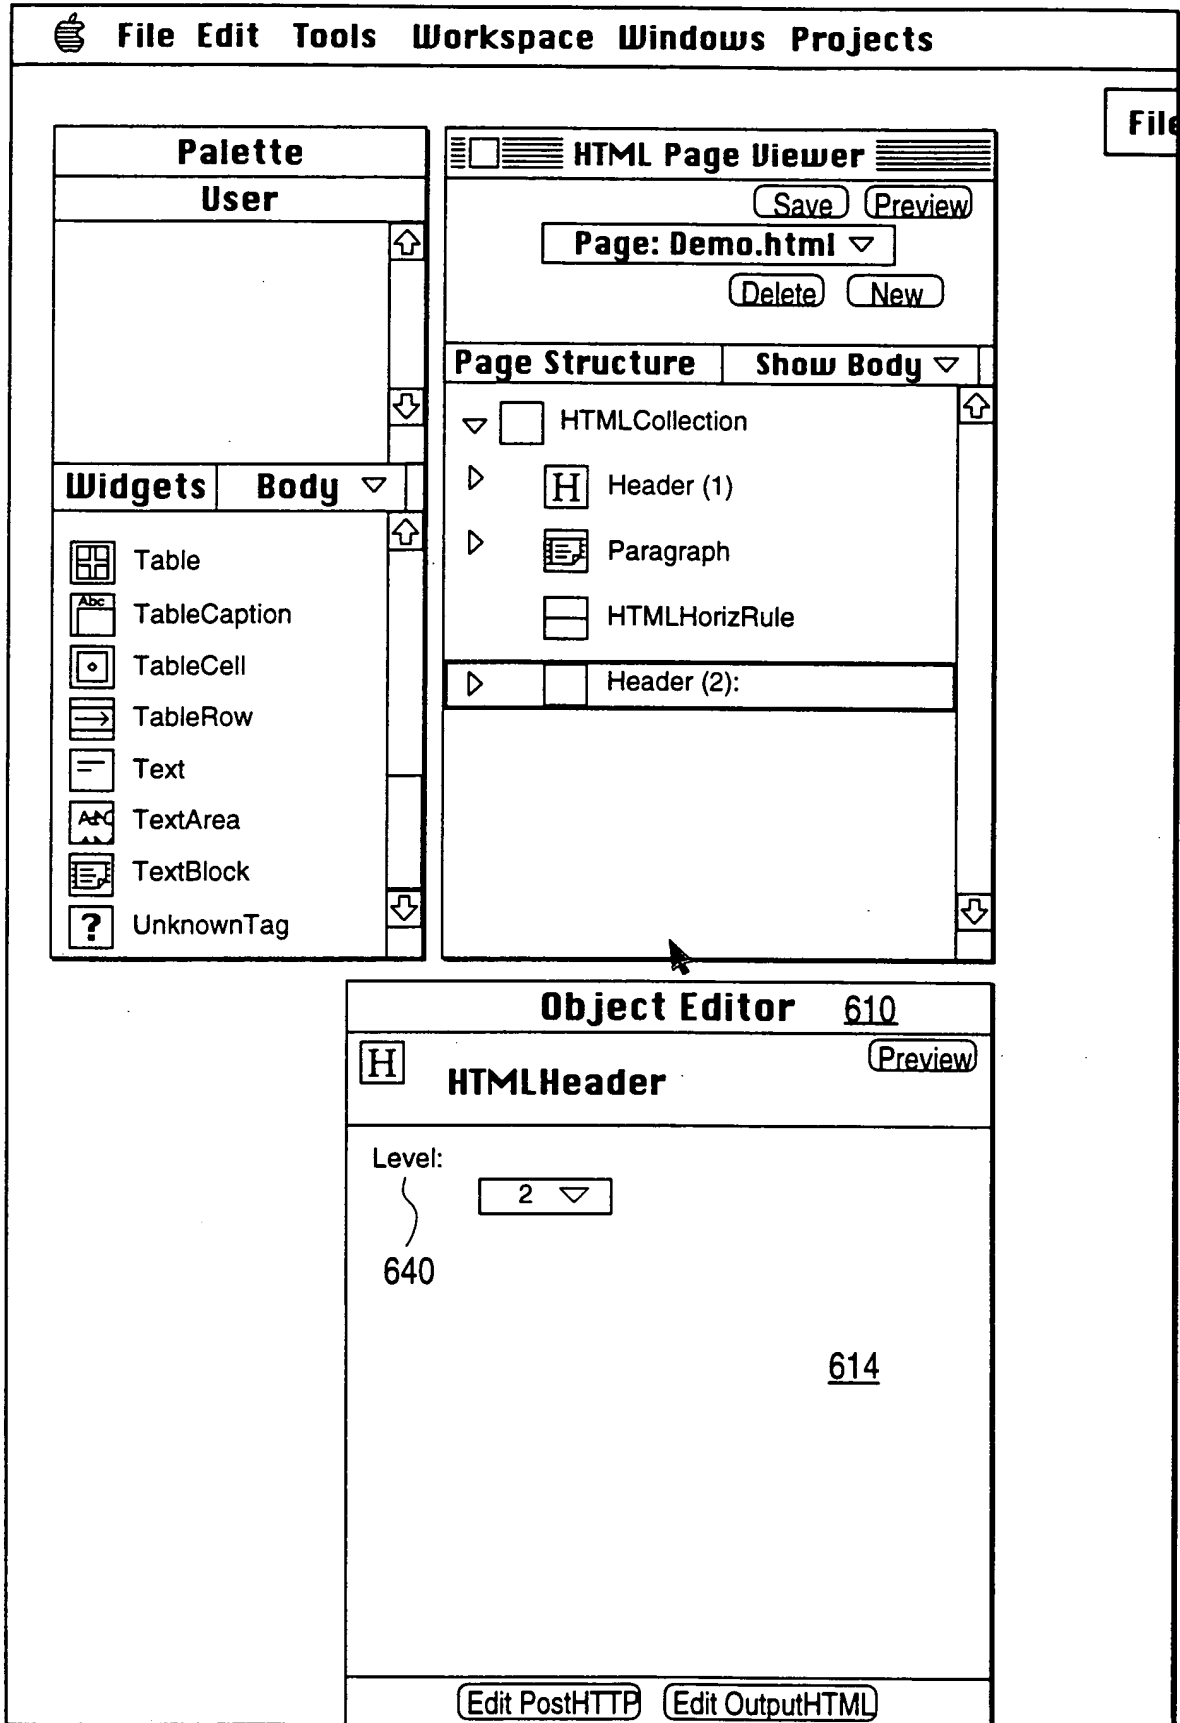 File Edit Tools Workspace Windows Projects
File
Palette
User
Widgets Body
Table
Abc
TableCaption
TableCell
TableRow
Text
TextArea
TextBlock
? UnknownTag
HTML Page Viewer
Save Preview
Page: Demo.html
Delete New
Page Structure Show Body
HTMLCollection
H Header (1)
Paragraph
HTMLHorizRule
Header (2):
Object Editor 610
H HTMLHeader Preview
Level:
2
640
614
Edit PostHTTP Edit OutputHTML